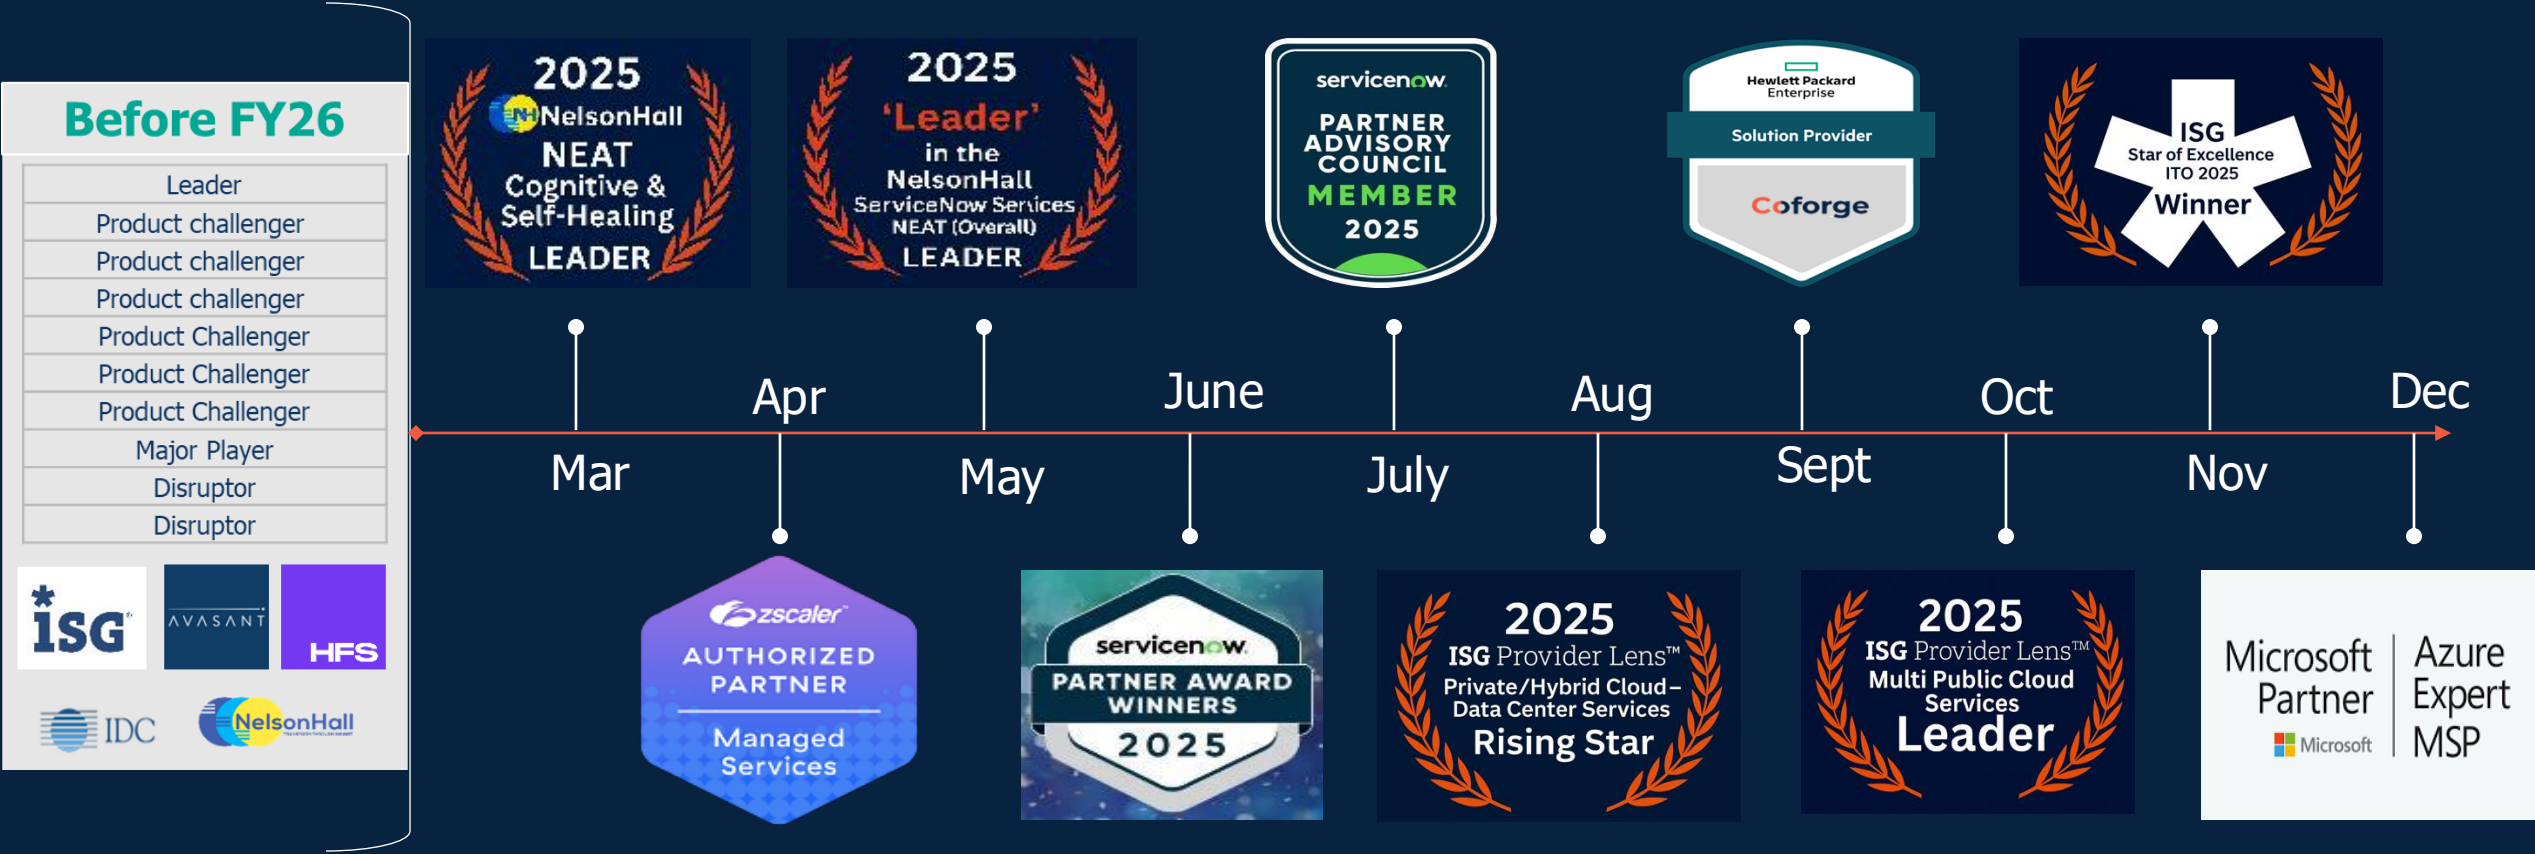 Before FY26
Leader
Product challenger
Product challenger
Product challenger
Product Challenger
Product Challenger
Product Challenger
Major Player
Disruptor
Disruptor
ISG
AVASANT
HFS
IDC
NelsonHall
2025
NH NelsonHall
NEAT
Cognitive &
Self-Healing
LEADER
2025
'Leader'
in the
NelsonHall
ServiceNow Services
NEAT (Overall)
LEADER
servicenow
PARTNER
ADVISORY
COUNCIL
MEMBER
2025
Hewlett Packard
Enterprise
Solution Provider
Coforge
ISG
Star of Excellence
ITO 2025
Winner
Mar
Apr
May
June
July
Aug
Sept
Oct
Nov
Dec
zscaler™
AUTHORIZED
PARTNER
Managed
Services
servicenow
PARTNER AWARD
WINNERS
2025
2025
ISG Provider Lens™
Private/Hybrid Cloud–
Data Center Services
Rising Star
2025
ISG Provider Lens™
Multi Public Cloud
Services
Leader
Microsoft
Partner
Microsoft
Azure
Expert
MSP